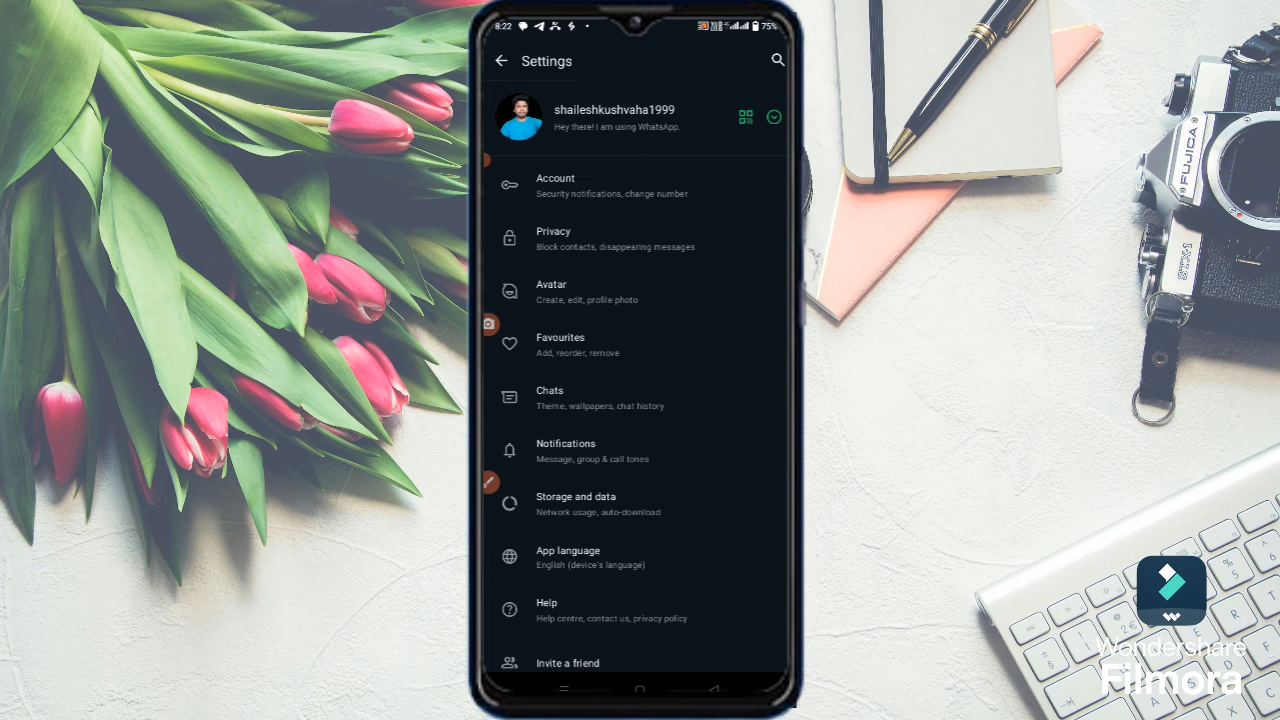 8:22
75%
Settings
shaileshkushvaha1999
Hey there! I am using WhatsApp.
Account
Security notifications, change number
Privacy
Block contacts, disappearing messages
Avatar
Create, edit, profile photo
Favourites
Add, reorder, remove
Chats
Theme, wallpapers, chat history
Notifications
Message, group & call tones
Storage and data
Network usage, auto-download
App language
English (device's language)
Help
Help centre, contact us, privacy policy
Invite a friend
FUJICA
STX-1
Wondershare
Filmora